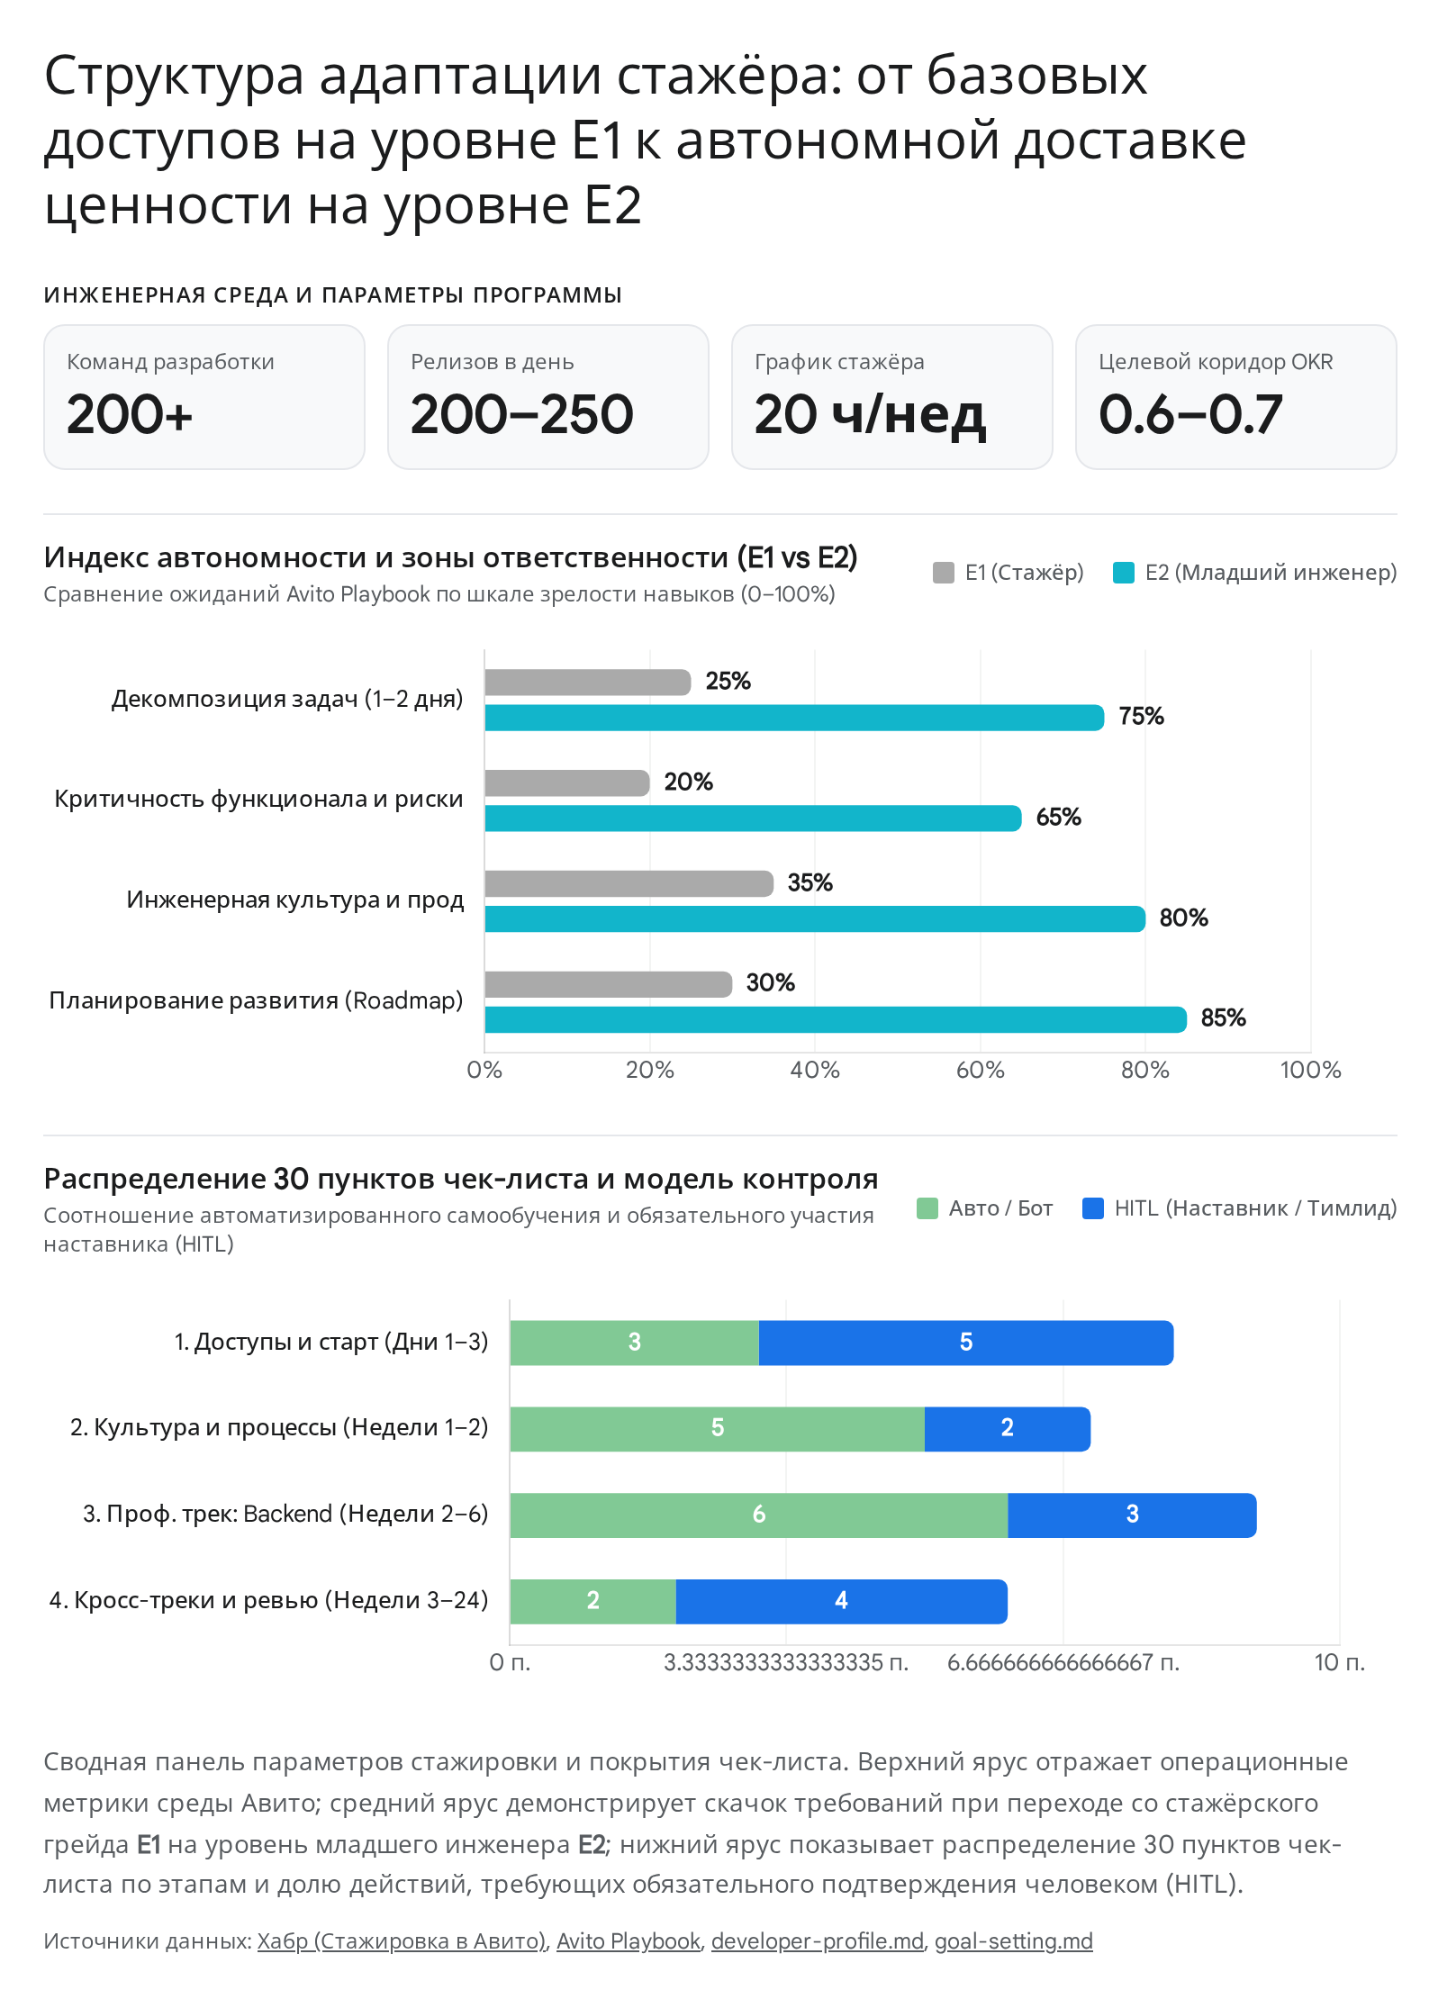 Структура адаптации стажёра: от базовых
доступов на уровне E1 к автономной доставке
ценности на уровне E2
ИНЖЕНЕРНАЯ СРЕДА И ПАРАМЕТРЫ ПРОГРАММЫ
Команд разработки
200+
Релизов в день
200–250
График стажёра
20 ч/нед
Целевой коридор OKR
0.6–0.7
Индекс автономности и зоны ответственности (E1 vs E2)
Сравнение ожиданий Avito Playbook по шкале зрелости навыков (0–100%)
E1 (Стажёр)
E2 (Младший инженер)
Декомпозиция задач (1–2 дня)
25%
75%
Критичность функционала и риски
20%
65%
Инженерная культура и прод
35%
80%
Планирование развития (Roadmap)
30%
85%
0%
20%
40%
60%
80%
100%
Распределение 30 пунктов чек-листа и модель контроля
Соотношение автоматизированного самообучения и обязательного участия
наставника (HITL)
Авто / Бот
HITL (Наставник / Тимлид)
1. Доступы и старт (Дни 1–3)
3
5
2. Культура и процессы (Недели 1–2)
5
2
3. Проф. трек: Backend (Недели 2–6)
6
3
4. Кросс-треки и ревью (Недели 3–24)
2
4
0 п.
3.3333333333333335 п.
6.666666666666667 п.
10 п.
Сводная панель параметров стажировки и покрытия чек-листа. Верхний ярус отражает операционные
метрики среды Авито; средний ярус демонстрирует скачок требований при переходе со стажёрского
грейда E1 на уровень младшего инженера E2; нижний ярус показывает распределение 30 пунктов чек-
листа по этапам и долю действий, требующих обязательного подтверждения человеком (HITL).
Источники данных: Хабр (Стажировка в Авито), Avito Playbook, developer-profile.md, goal-setting.md